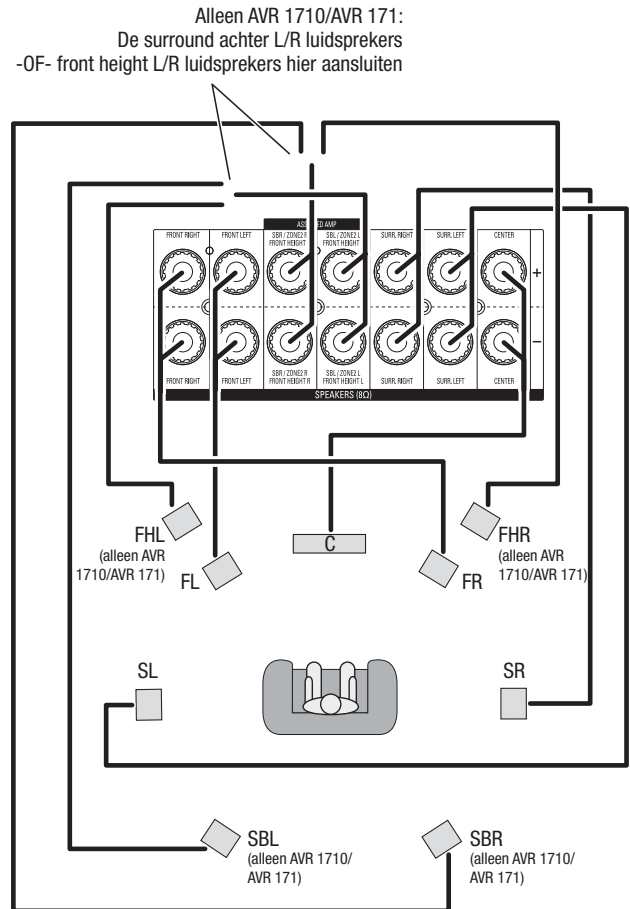 Alleen AVR 1710/AVR 171:
De surround achter L/R luidsprekers
-OF- front height L/R luidsprekers hier aansluiten
FRONT RIGHT
FRONT LEFT
SBR / ZONE2 R
FRONT HEIGHT
SBL / ZONE2 L
FRONT HEIGHT
SURR. RIGHT
SURR. LEFT
CENTER
+
–
FRONT RIGHT
FRONT LEFT
SBR / ZONE2 R
FRONT HEIGHT R
SBL / ZONE2 L
FRONT HEIGHT L
SURR. RIGHT
SURR. LEFT
CENTER
SPEAKERS (8Ω)
FHL
(alleen AVR
1710/AVR 171)
FL
C
FR
FHR
(alleen AVR
1710/AVR 171)
SL
SR
SBL
(alleen AVR 1710/
AVR 171)
SBR
(alleen AVR 1710/
AVR 171)